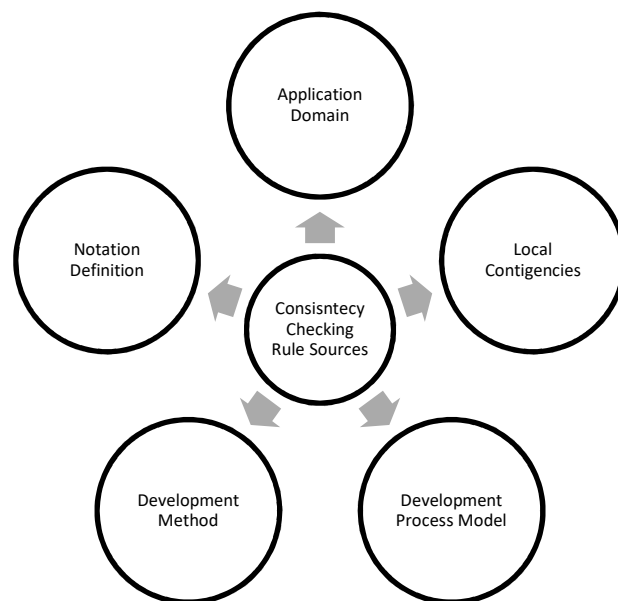 Application
Domain
Notation
Definition
Local
Contigencies
Consisntecy
Checking
Rule Sources
Development
Method
Development
Process Model